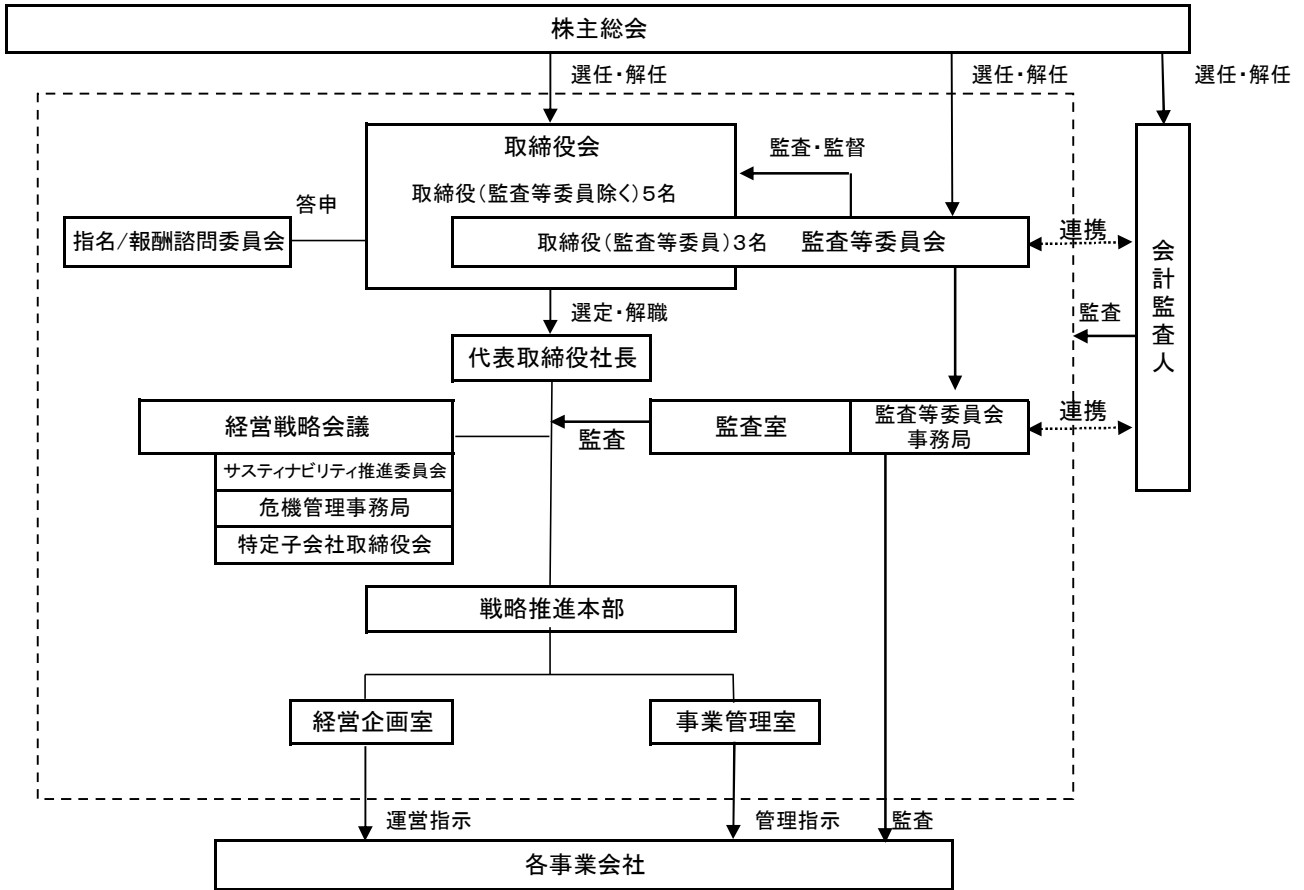 株主総会
選任・解任
選任・解任
選任・解任
取締役会
監査・監督
取締役(監査等委員除く)5名
答申
指名/報酬諮問委員会
取締役(監査等委員)3名
監査等委員会
連携
会計監査人
選定・解職
監査
代表取締役社長
経営戦略会議
監査
監査室
監査等委員会
事務局
連携
サスティナビリティ推進委員会
危機管理事務局
特定子会社取締役会
戦略推進本部
経営企画室
事業管理室
運営指示
管理指示
監査
各事業会社